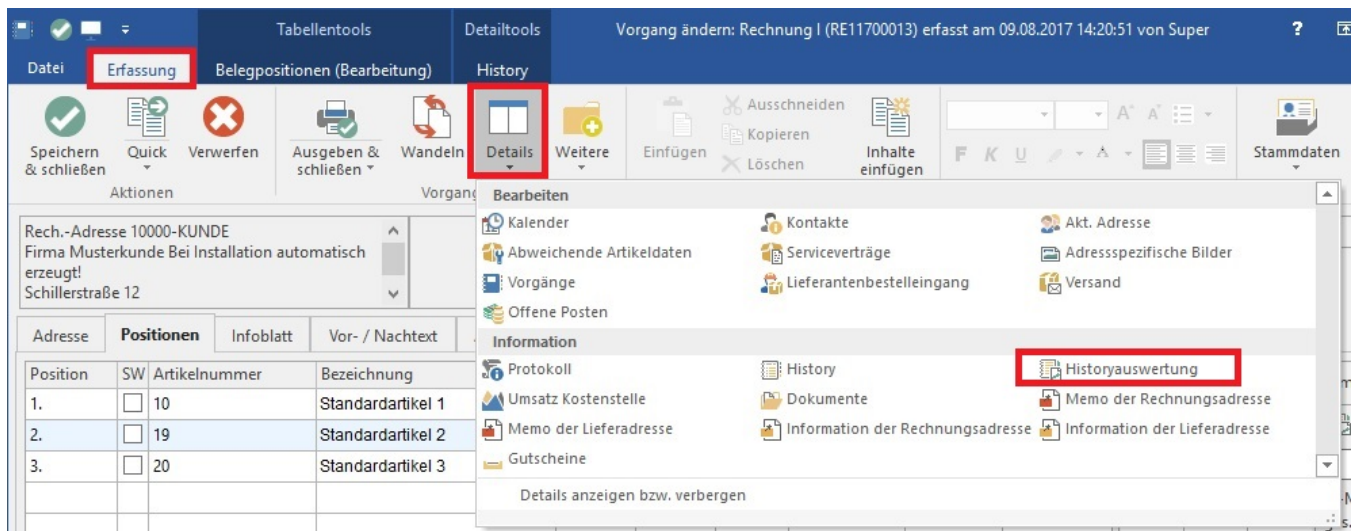 Tabellentools
Detailtools
Vorgang ändern: Rechnung I (RE11700013) erfasst am 09.08.2017 14:20:51 von Super
?
Datei
Erfassung
Belegpositionen (Bearbeitung)
History
Speichern & schließen
Quick
Verwerfen
Ausgeben & schließen
Wandeln
Details
Weitere
Einfügen
Ausschneiden
Kopieren
Löschen
Inhalte einfügen
F K U
A
A A
Stammdaten
Aktionen
Vorgang
Rech.-Adresse 10000-KUNDE
Firma Musterkunde Bei Installation automatisch
erzeugt!
Schillerstraße 12
Adresse
Positionen
Infoblatt
Vor- / Nachtext
Position SW Artikelnummer Bezeichnung
1. 10 Standardartikel 1
2. 19 Standardartikel 2
3. 20 Standardartikel 3
Bearbeiten
Kalender Kontakte Akt. Adresse
Abweichende Artikeldaten Serviceverträge Adressspezifische Bilder
Vorgänge Lieferantenbestelleingang Versand
Offene Posten
Information
Protokoll History Historyauswertung
Umsatz Kostenstelle Dokumente Memo der Rechnungsadresse
Memo der Lieferadresse Information der Rechnungsadresse Information der Lieferadresse
Gutscheine
Details anzeigen bzw. verbergen